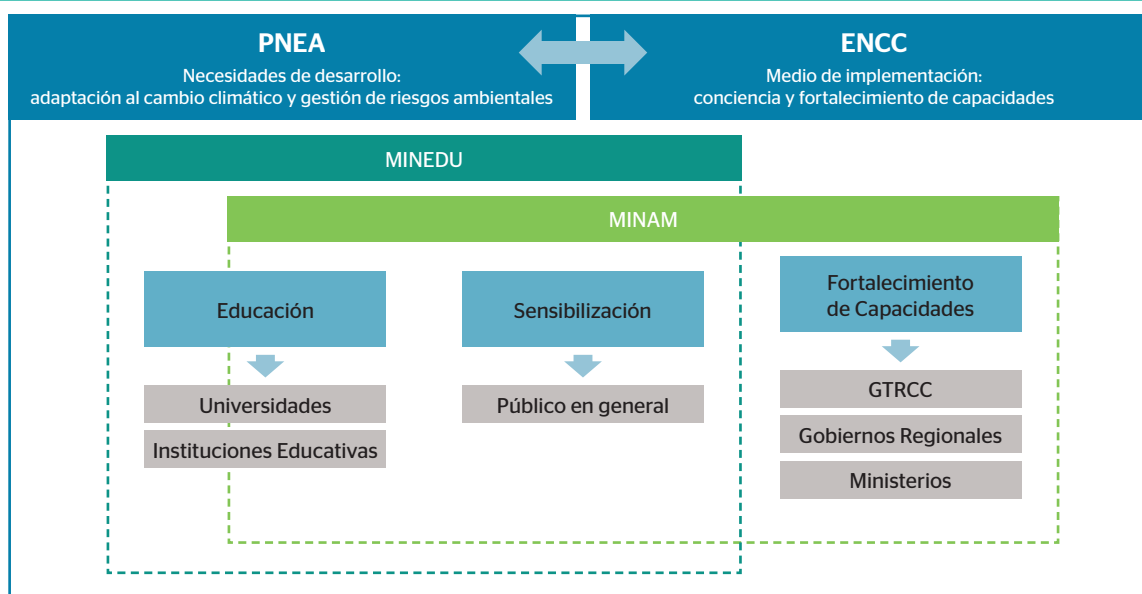 PNEA
Necesidades de desarrollo:
adaptación al cambio climático y gestión de riesgos ambientales
ENCC
Medio de implementación:
conciencia y fortalecimiento de capacidades
MINEDU
MINAM
Educación
Universidades
Instituciones Educativas
Sensibilización
Público en general
Fortalecimiento
de Capacidades
GTRCC
Gobiernos Regionales
Ministerios